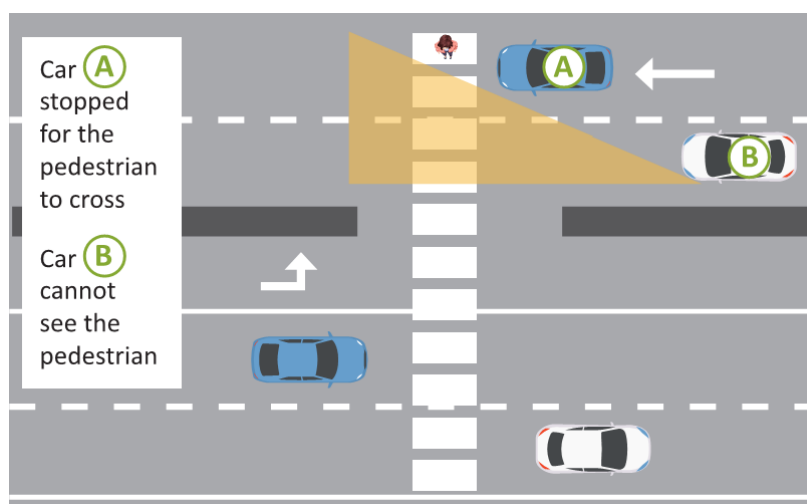 Car A
stopped
for the
pedestrian
to cross
Car B
cannot
see the
pedestrian
A
B